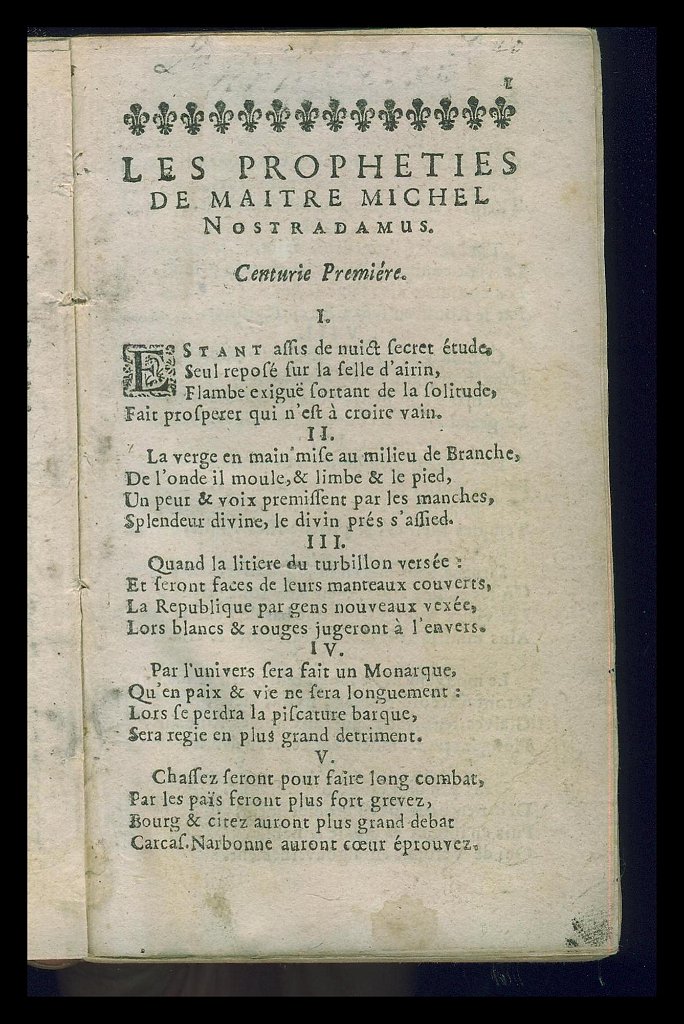 1
LES PROPHETIES
DE MAITRE MICHEL
NOSTRADAMUS.
Centurie Premiére.
I.
ESTANT aſſis de nuict ſecret étude,
Seul repoſé ſur la ſelle d'airin,
Flambe exiguë ſortant de la ſolitude,
Fait proſperer qui n'eſt à croire vain.
II.
La verge en main miſe au milieu de Branche,
De l'onde il moule, & limbe & le pied,
Un peur & voix premiſſent par les manches,
Splendeur divine, le divin prés s'aſſied.
III.
Quand la litiere du turbillon versée :
Et ſeront faces de leurs manteaux couverts,
La Republique par gens nouveaux vexée,
Lors blancs & rouges jugeront à l'envers.
IV.
Par l'univers ſera fait un Monarque,
Qu'en paix & vie ne ſera longuement :
Lors ſe perdra la piſcature barque,
Sera regie en plus grand detriment.
V.
Chaſſez ſeront pour faire long combat,
Par les païs ſeront plus fort grevez,
Bourg & citez auront plus grand debat
Carcaſ. Narbonne auront cœur éprouvez.